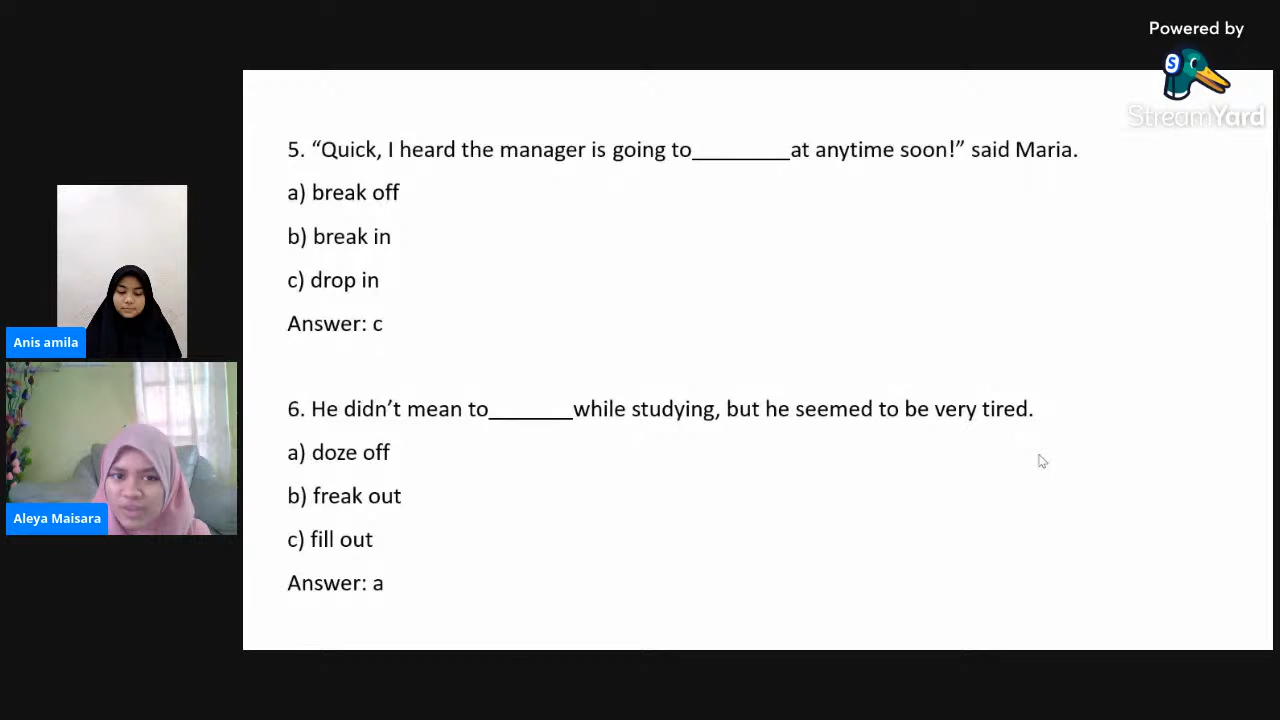 Powered by
StreamYard
5. “Quick, I heard the manager is going to_________at anytime soon!” said Maria.
a) break off
b) break in
c) drop in
Answer: c
6. He didn’t mean to_______while studying, but he seemed to be very tired.
a) doze off
b) freak out
c) fill out
Answer: a
Anis amila
Aleya Maisara